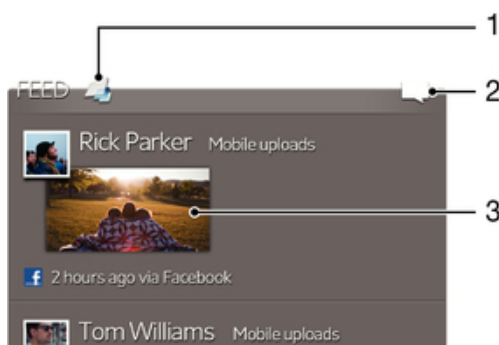 1
FEED
2
Rick Parker Mobile uploads
3
f 2 hours ago via Facebook
Tom Williams Mobile uploads